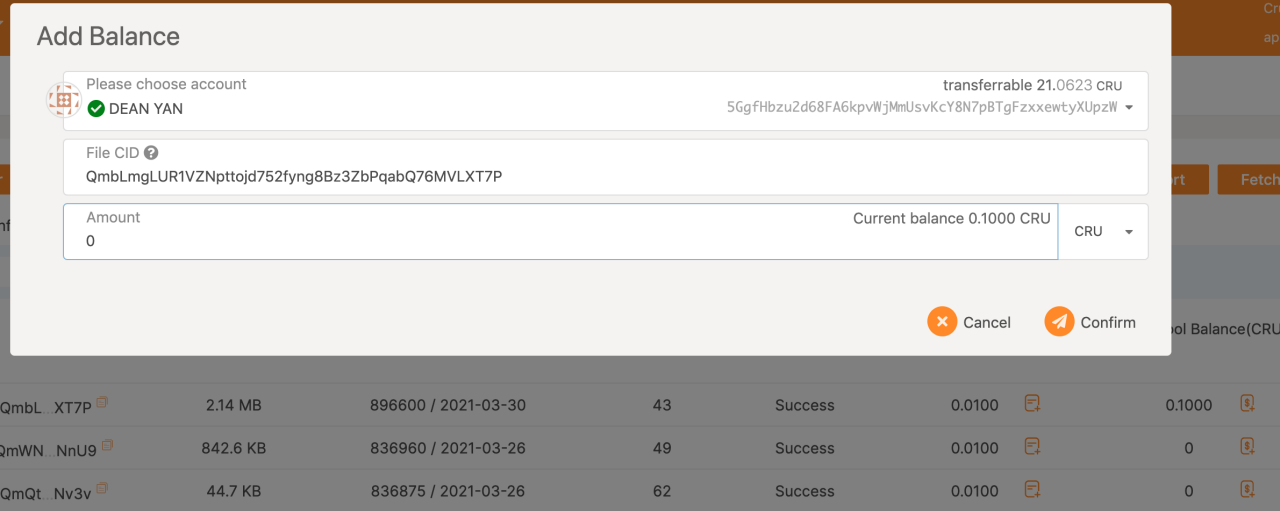 Cru
Add Balance
ap
Please choose account
transferrable 21.0623 CRU
DEAN YAN
5GgfHbzu2d68FA6kpvWjMmUsvKcY8N7pBTgFzxxewtyXUpzW
File CID
QmbLmgLUR1VZNpttojd752fyng8Bz3ZbPqabQ76MVLXT7P
rt Fetch
Amount
Current balance 0.1000 CRU
nf
CRU
0
Cancel Confirm
ool Balance(CRU
QmbL...XT7P 2.14 MB 896600 / 2021-03-30 43 Success 0.0100 0.1000
QmWN...NnU9 842.6 KB 836960 / 2021-03-26 49 Success 0.0100 0
QmQt...Nv3v 44.7 KB 836875 / 2021-03-26 62 Success 0.0100 0